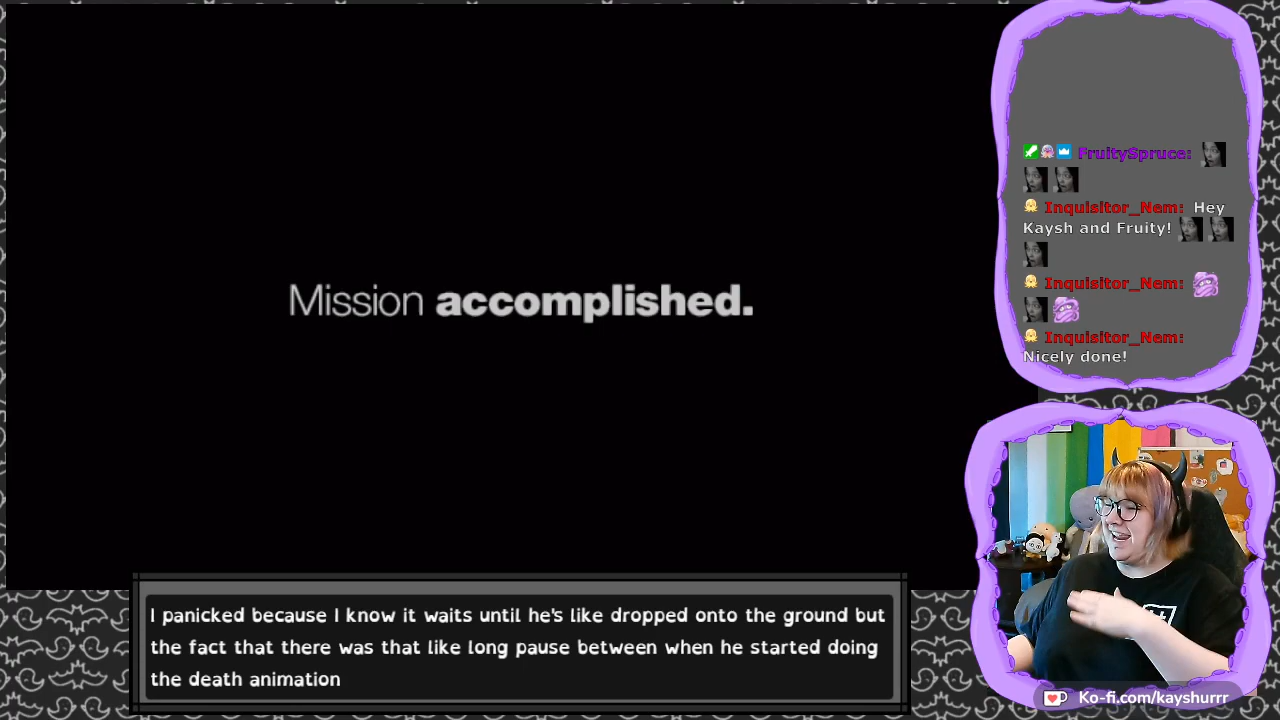 FruitySpruce:
Inquisitor_Nem: Hey
Kaysh and Fruity!
Inquisitor_Nem:
Inquisitor_Nem:
Nicely done!
Mission accomplished.
I panicked because I know it waits until he's like dropped onto the ground but
the fact that there was that like long pause between when he started doing
the death animation
Ko-fi.com/kayshurrr